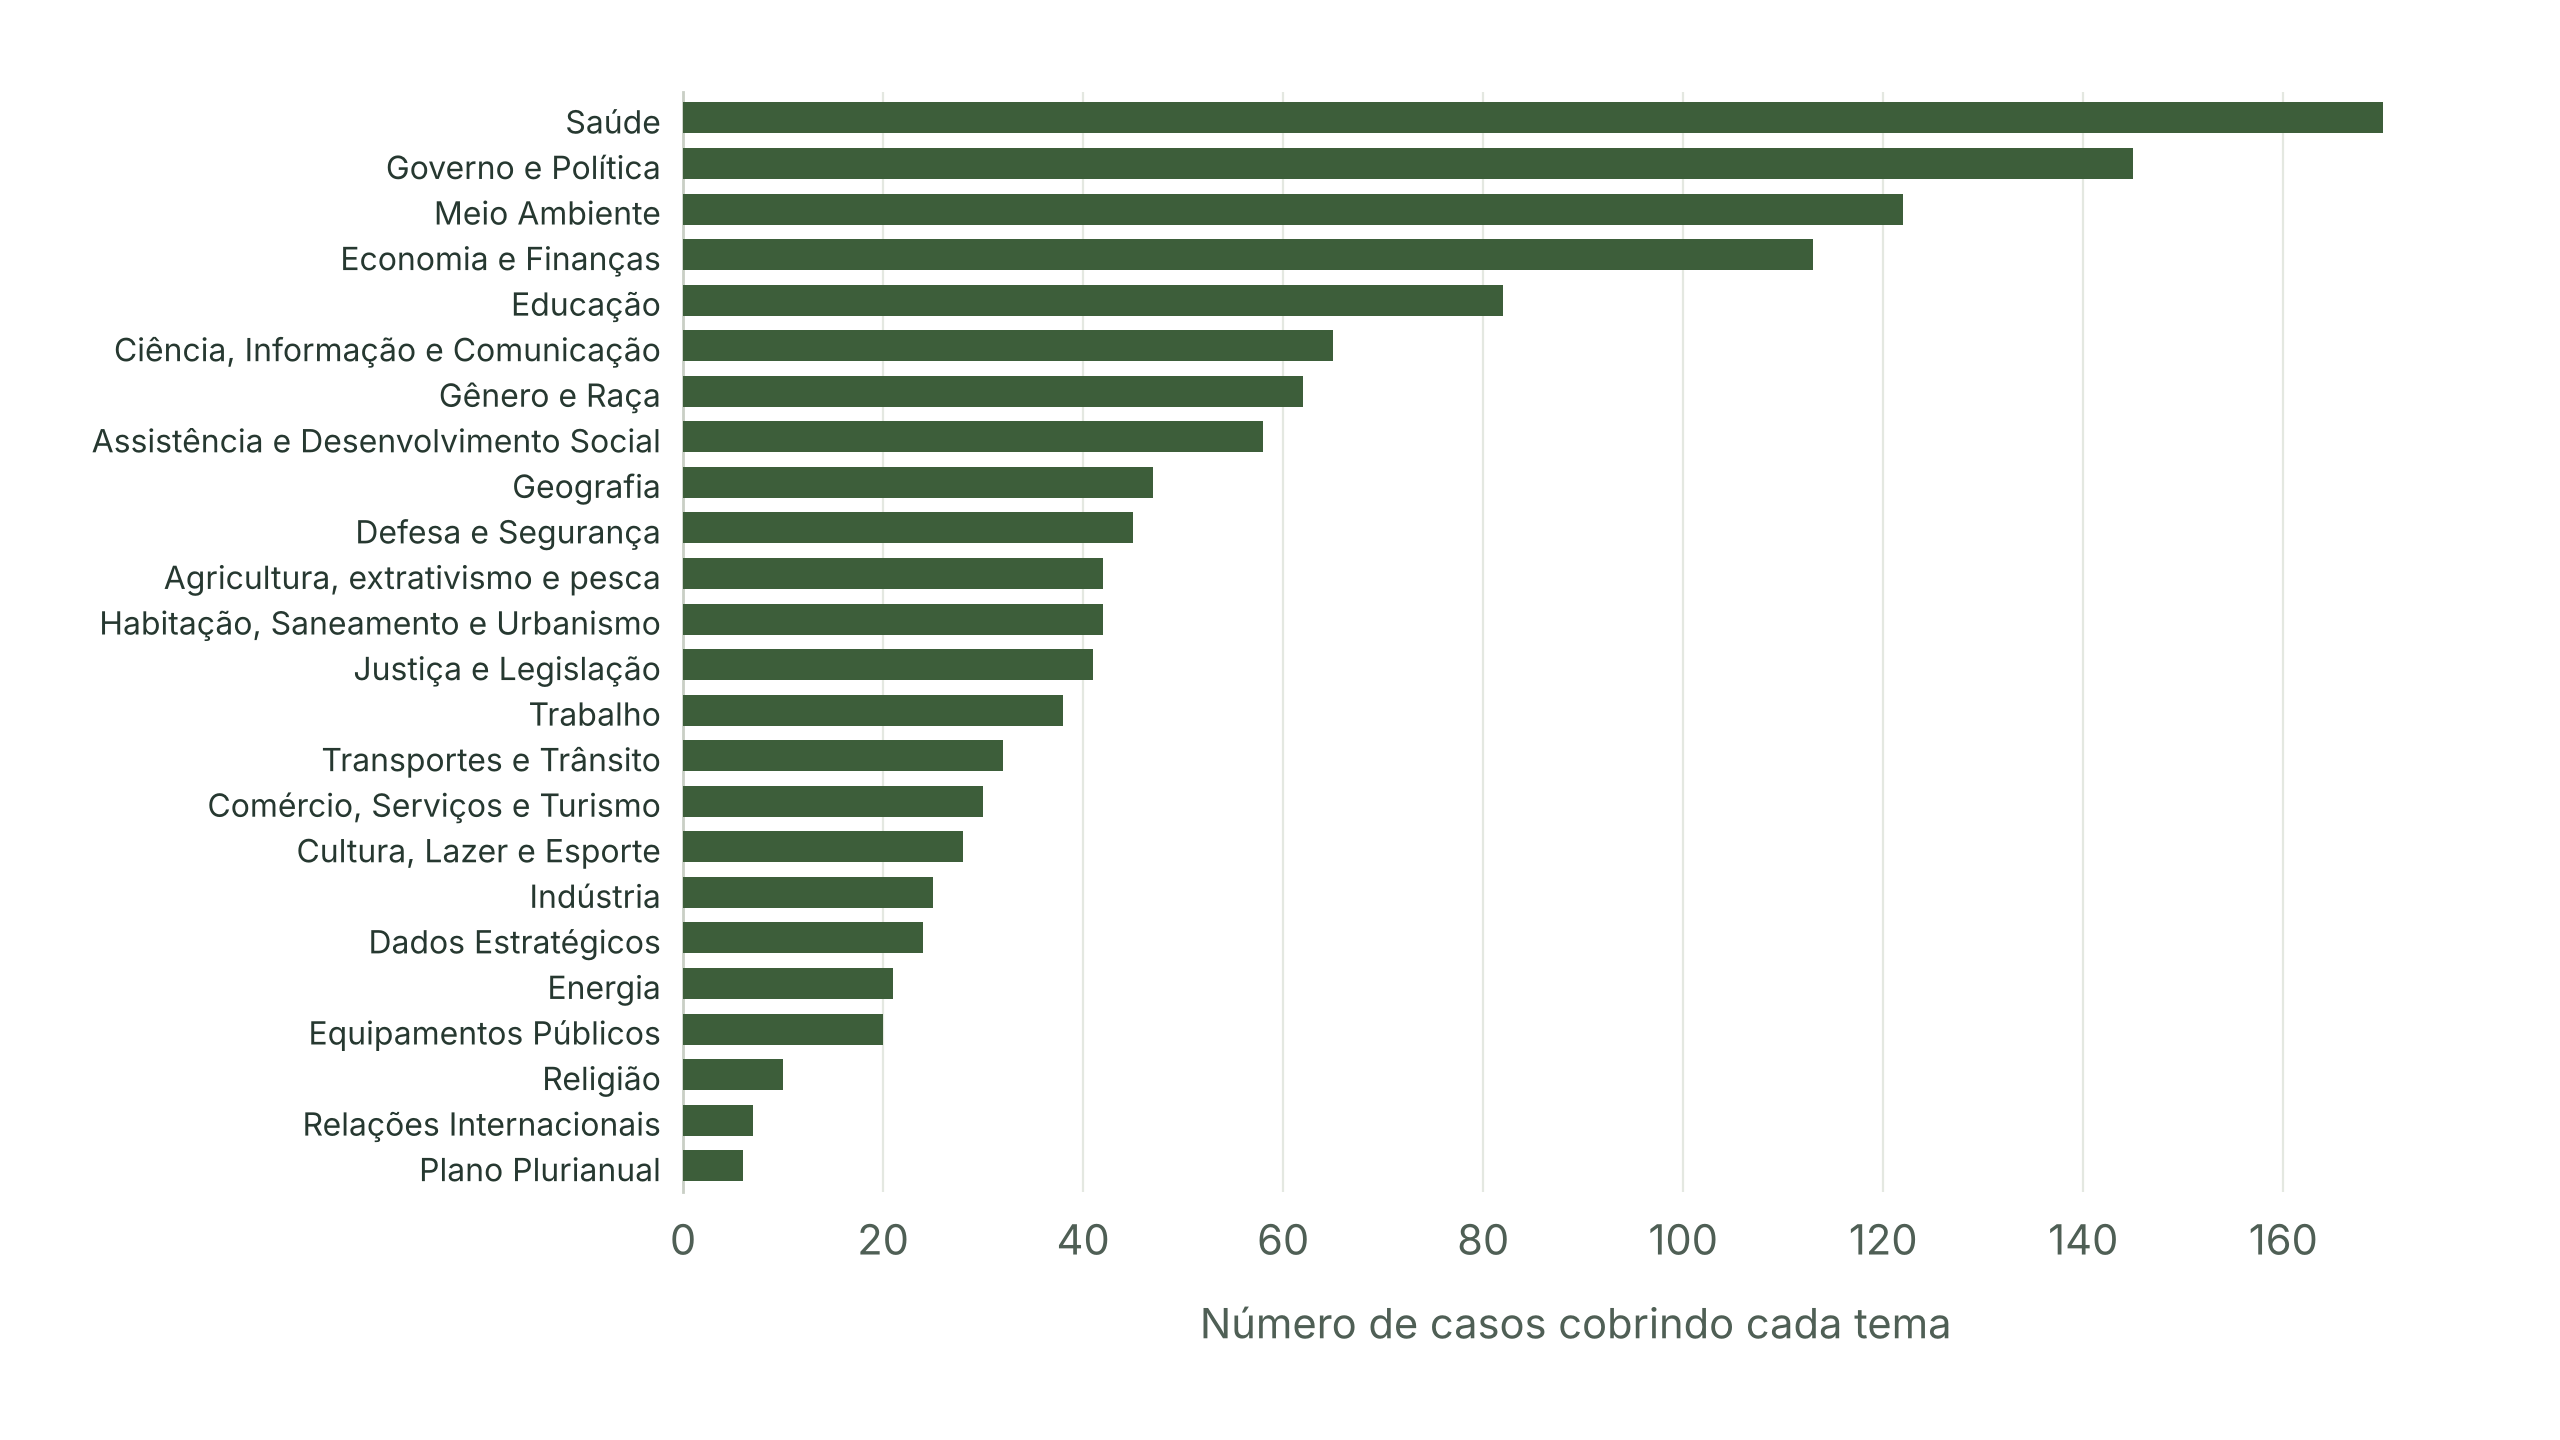 Saúde
Governo e Política
Meio Ambiente
Economia e Finanças
Educação
Ciência, Informação e Comunicação
Gênero e Raça
Assistência e Desenvolvimento Social
Geografia
Defesa e Segurança
Agricultura, extrativismo e pesca
Habitação, Saneamento e Urbanismo
Justiça e Legislação
Trabalho
Transportes e Trânsito
Comércio, Serviços e Turismo
Cultura, Lazer e Esporte
Indústria
Dados Estratégicos
Energia
Equipamentos Públicos
Religião
Relações Internacionais
Plano Plurianual
0 20 40 60 80 100 120 140 160
Número de casos cobrindo cada tema